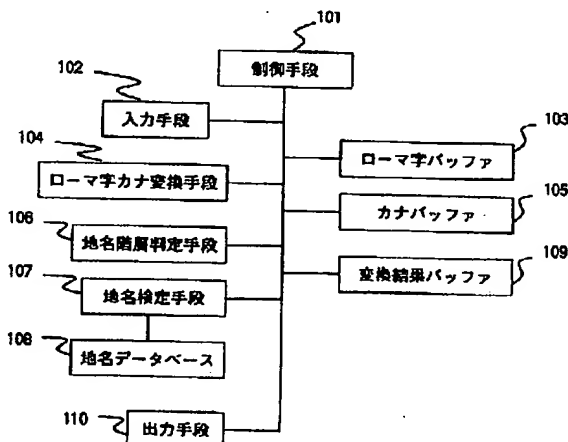 101
制御手段
102
入力手段
103
ローマ字バッファ
104
ローマ字カナ変換手段
105
カナバッファ
106
地名階層判定手段
107
地名検定手段
109
変換結果バッファ
108
地名データベース
110
出力手段